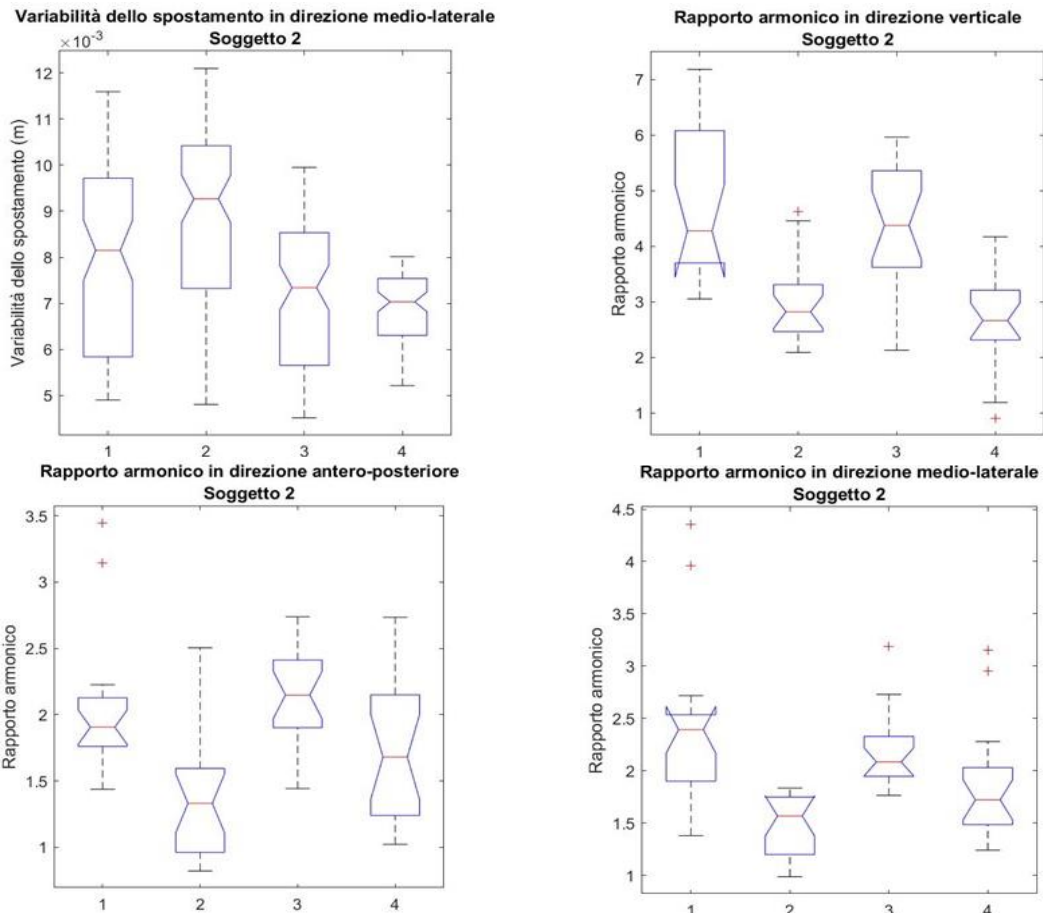 Variabilità dello spostamento in direzione medio-laterale
Soggetto 2
×10⁻³
Variabilità dello spostamento (m)
12
11
10
9
8
7
6
5
1 2 3 4
Rapporto armonico in direzione verticale
Soggetto 2
Rapporto armonico
7
6
5
4
3
2
1
1 2 3 4
Rapporto armonico in direzione antero-posteriore
Soggetto 2
Rapporto armonico
3.5
3
2.5
2
1.5
1
1 2 3 4
Rapporto armonico in direzione medio-laterale
Soggetto 2
Rapporto armonico
4.5
4
3.5
3
2.5
2
1.5
1
1 2 3 4